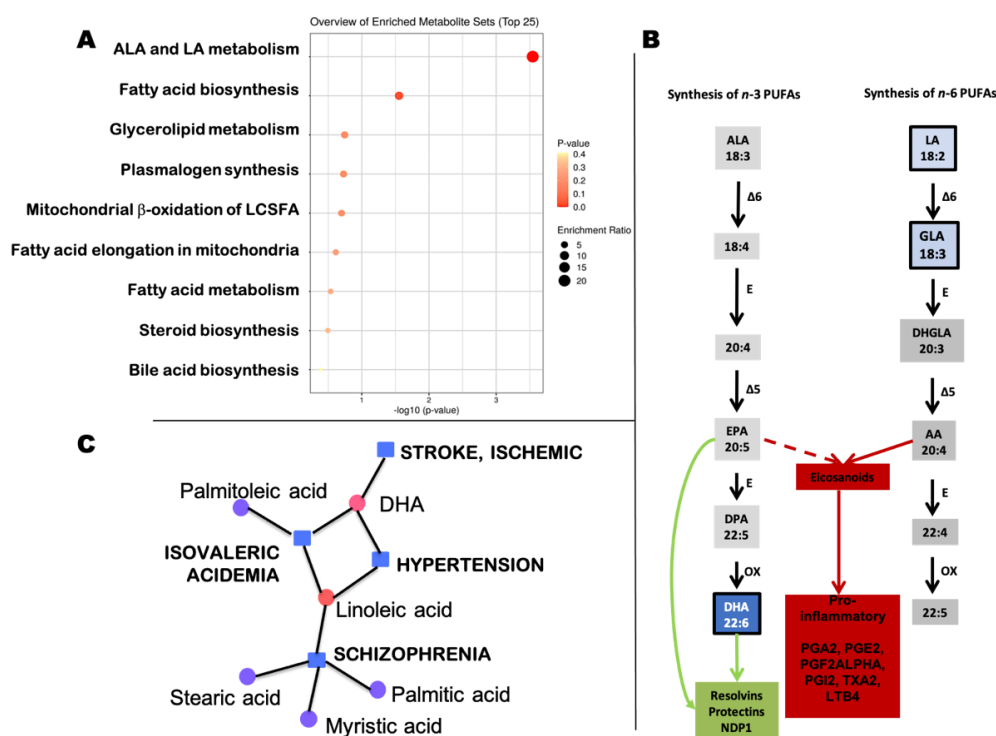 A
Overview of Enriched Metabolite Sets (Top 25)
ALA and LA metabolism
Fatty acid biosynthesis
Glycerolipid metabolism
Plasmalogen synthesis
Mitochondrial β-oxidation of LCSFA
Fatty acid elongation in mitochondria
Fatty acid metabolism
Steroid biosynthesis
Bile acid biosynthesis
1
2
3
-log10 (p-value)
P-value
0.4
0.3
0.2
0.1
0.0
Enrichment Ratio
5
10
15
20
B
Synthesis of n-3 PUFAs
ALA
18:3
Δ6
18:4
E
20:4
Δ5
EPA
20:5
E
DPA
22:5
OX
DHA
22:6
Resolvins
Protectins
NDP1
Synthesis of n-6 PUFAs
LA
18:2
Δ6
GLA
18:3
E
DHGLA
20:3
Δ5
AA
20:4
E
22:4
OX
22:5
Eicosanoids
Pro-
inflammatory
PGA2, PGE2,
PGF2ALPHA,
PGI2, TXA2,
LTB4
C
STROKE, ISCHEMIC
Palmitoleic acid
DHA
ISOVALERIC
ACIDEMIA
HYPERTENSION
Linoleic acid
SCHIZOPHRENIA
Stearic acid
Palmitic acid
Myristic acid